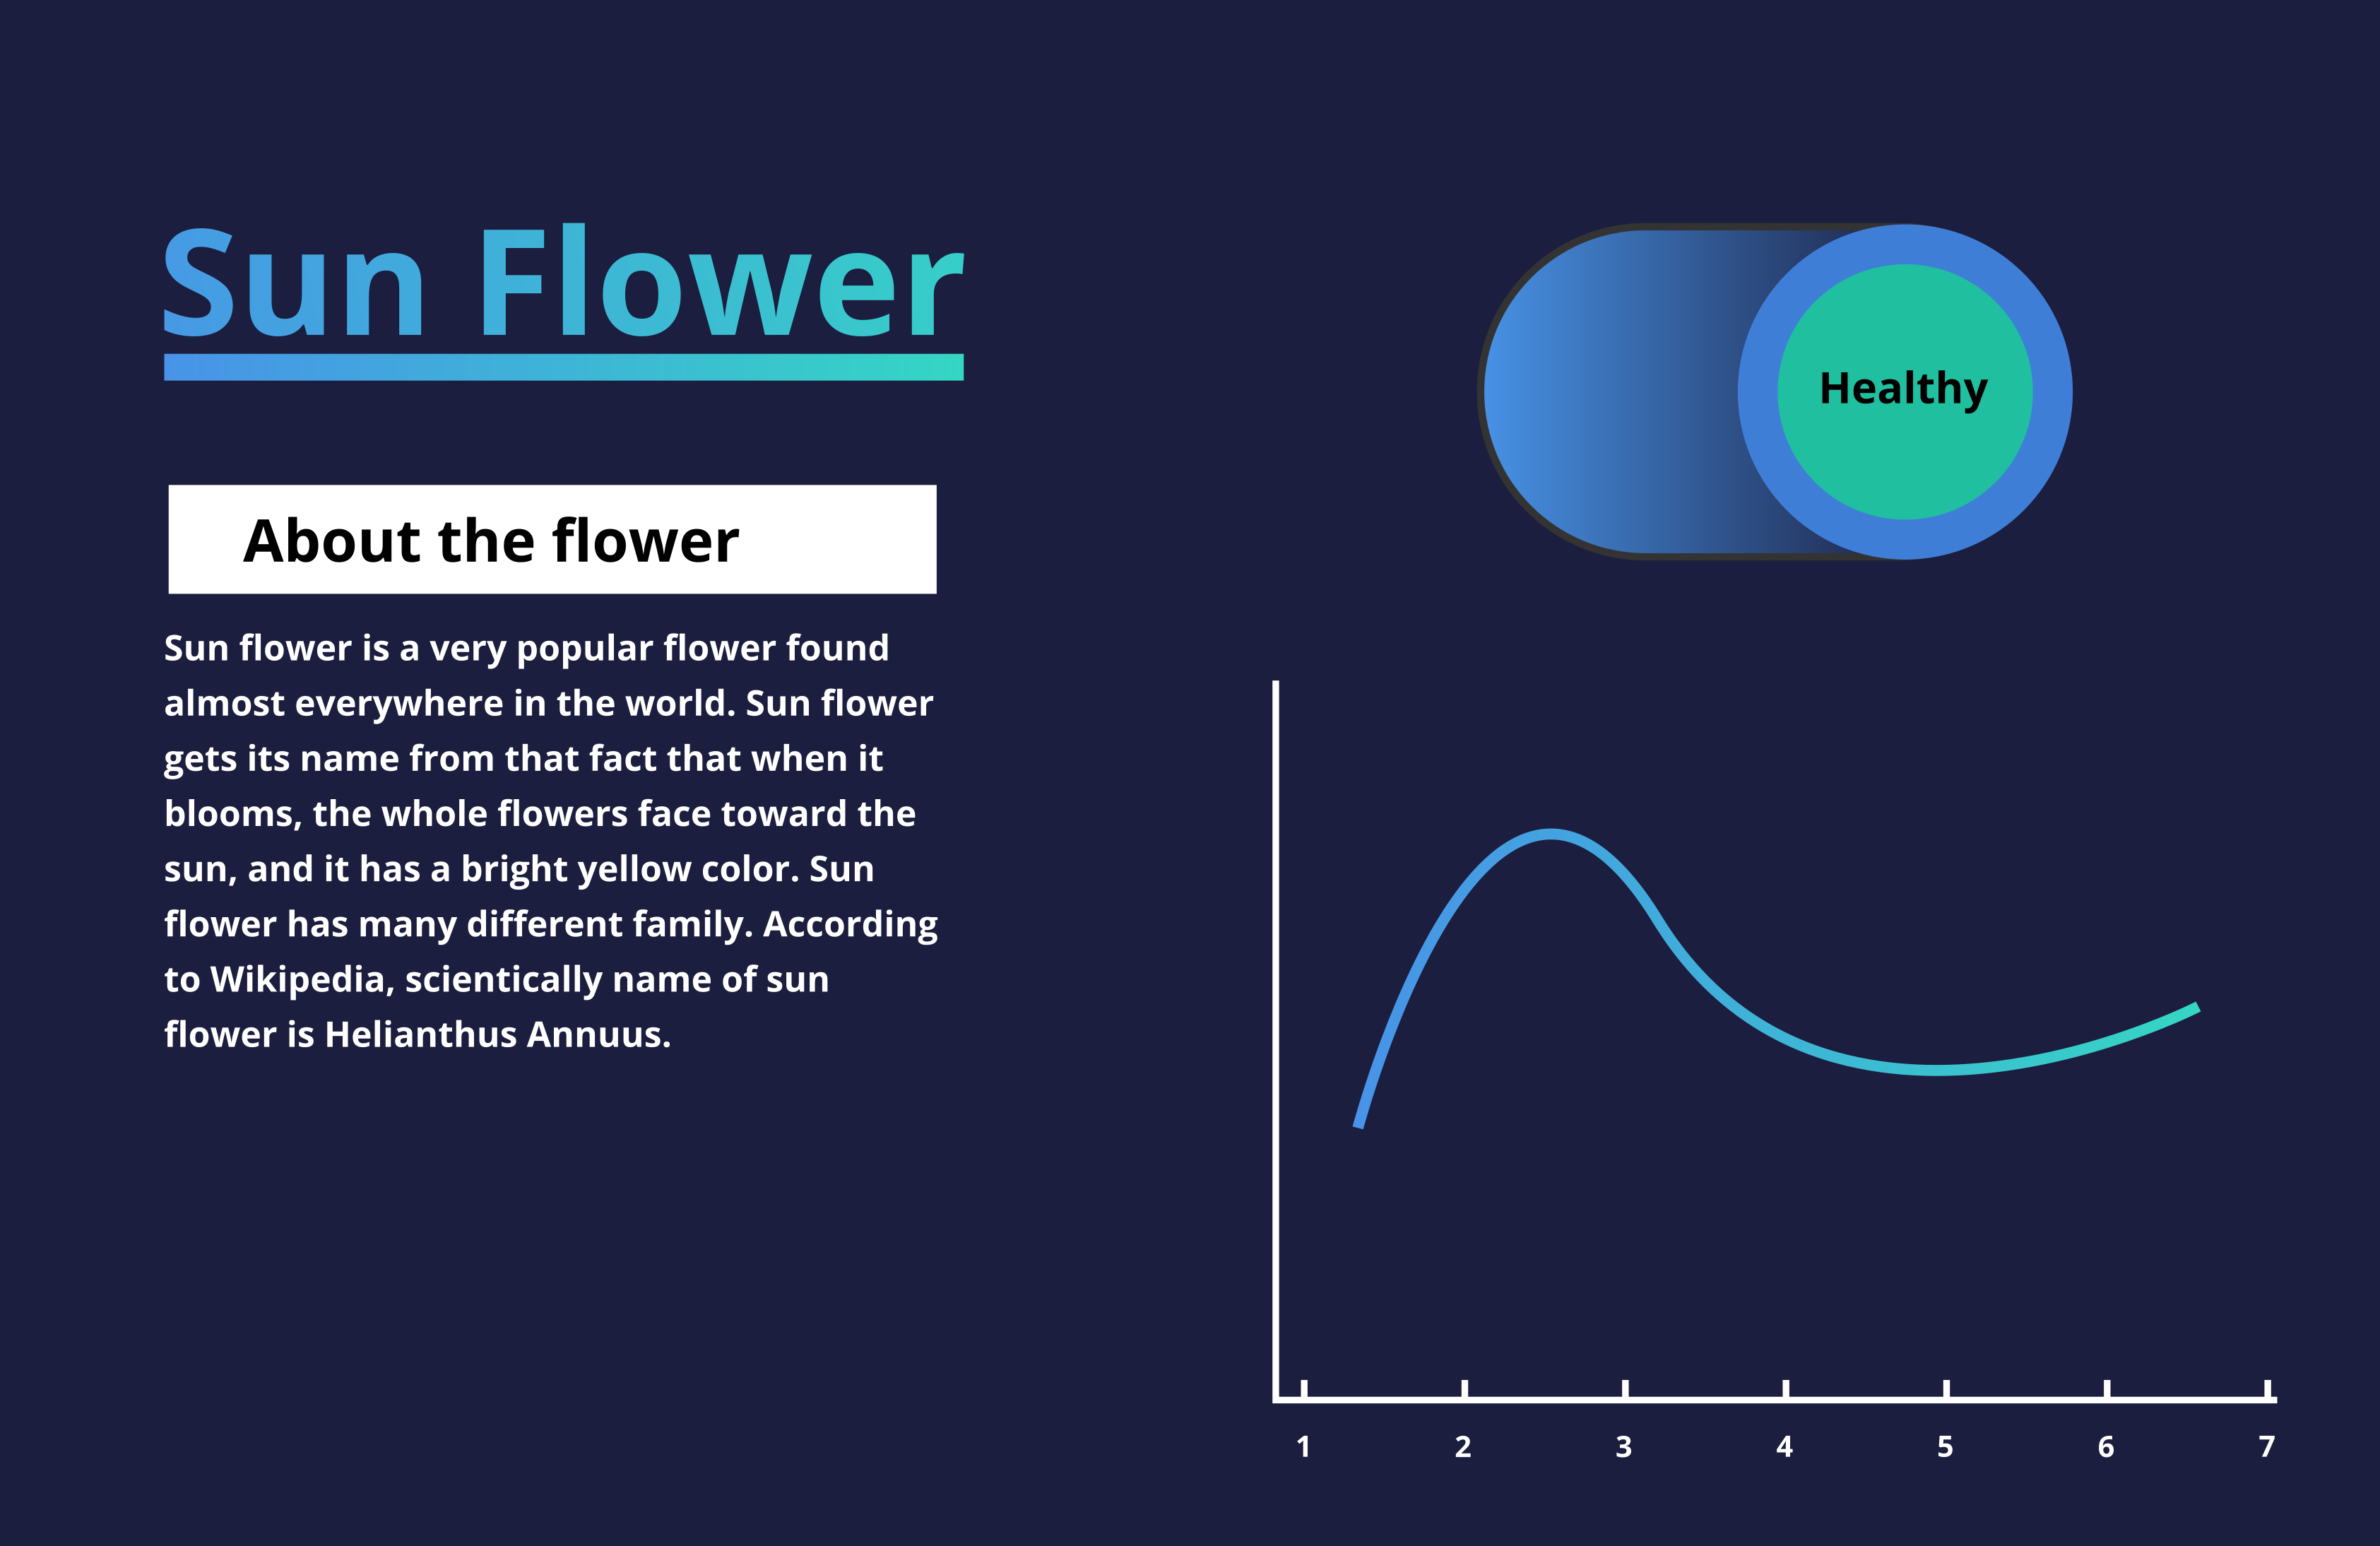 Sun Flower
Healthy
About the flower
Sun flower is a very popular flower found
almost everywhere in the world. Sun flower
gets its name from that fact that when it
blooms, the whole flowers face toward the
sun, and it has a bright yellow color. Sun
flower has many different family. According
to Wikipedia, scientically name of sun
flower is Helianthus Annuus.
1 2 3 4 5 6 7